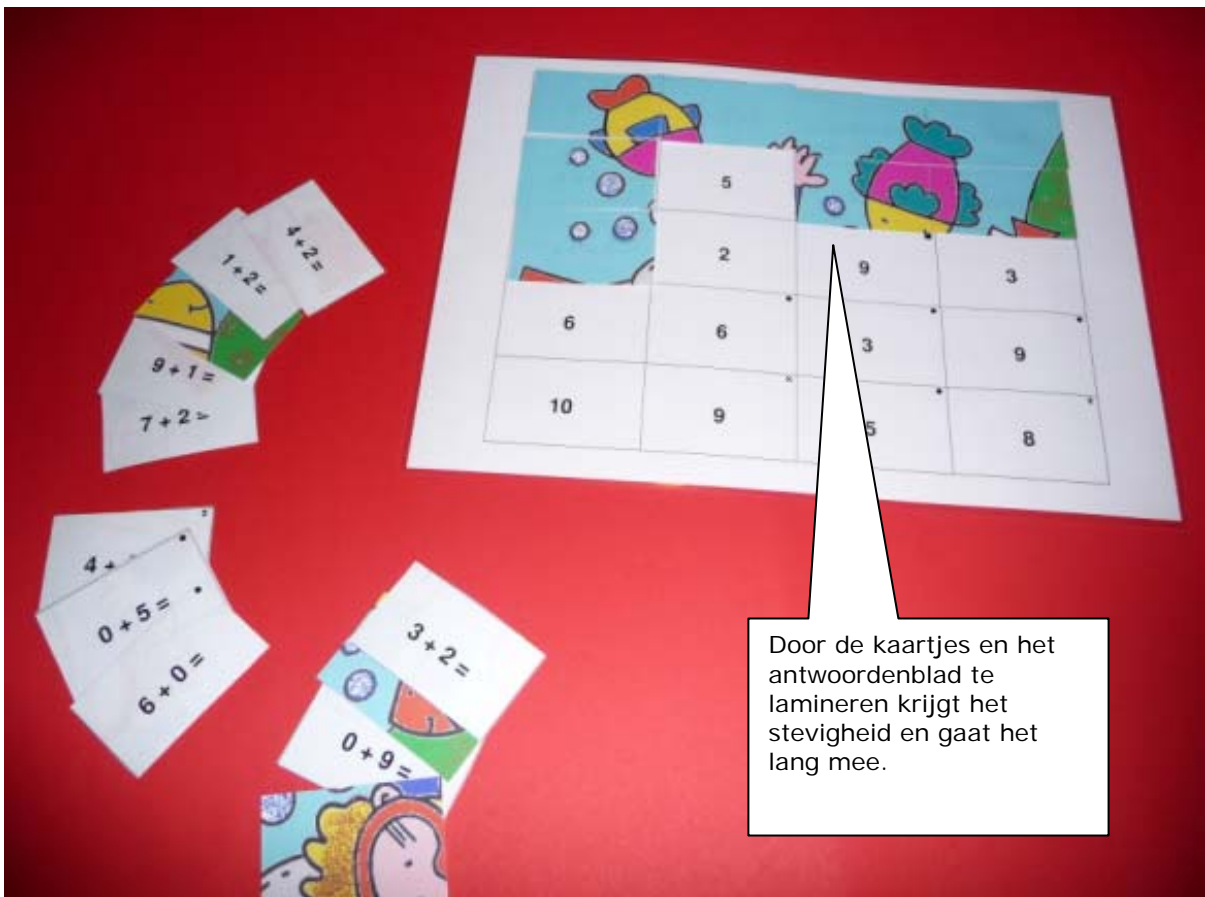 5
2 9 3
6 6 3 9
10 9 5 8
4 + 2 =
1 + 2 =
9 + 1 =
7 + 2 =
4 +
0 + 5 =
6 + 0 =
3 + 2 =
0 + 9 =
Door de kaartjes en het
antwoordenblad te
lamineren krijgt het
stevigheid en gaat het
lang mee.